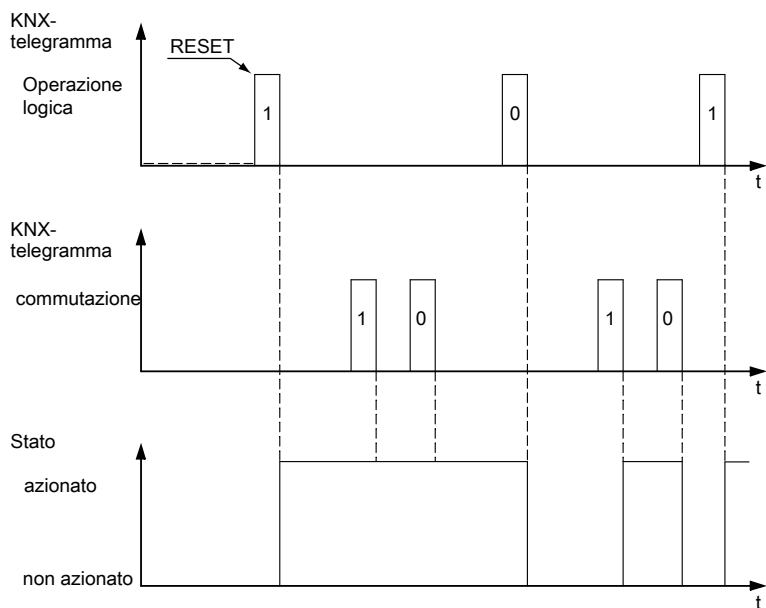 KNX-
telegramma
RESET
Operazione
logica
1
0
1
t
KNX-
telegramma
commutazione
1
0
1
0
t
Stato
azionato
non azionato
t